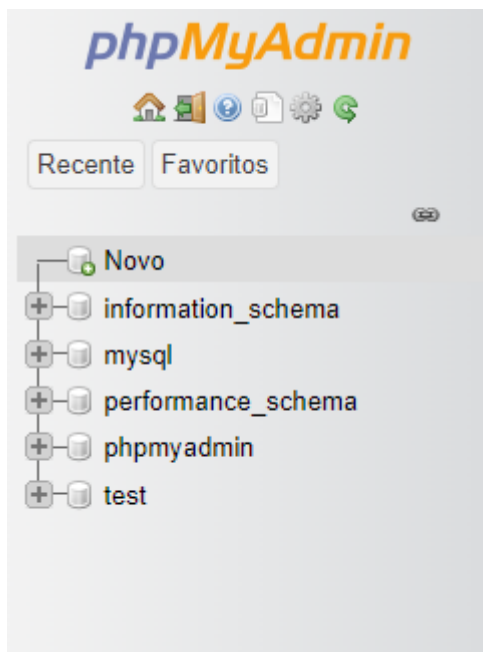 phpMyAdmin
Recente Favoritos
Novo
information_schema
mysql
performance_schema
phpmyadmin
test